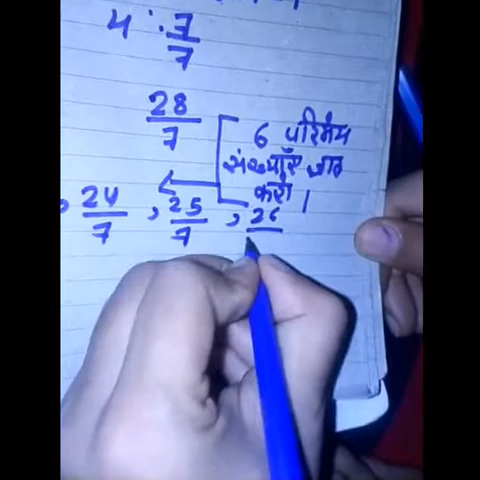 4 · 7/7
28/7
6 परिमेय
संख्याएँ ज्ञात
करो।
24/7 , 25/7 , 26